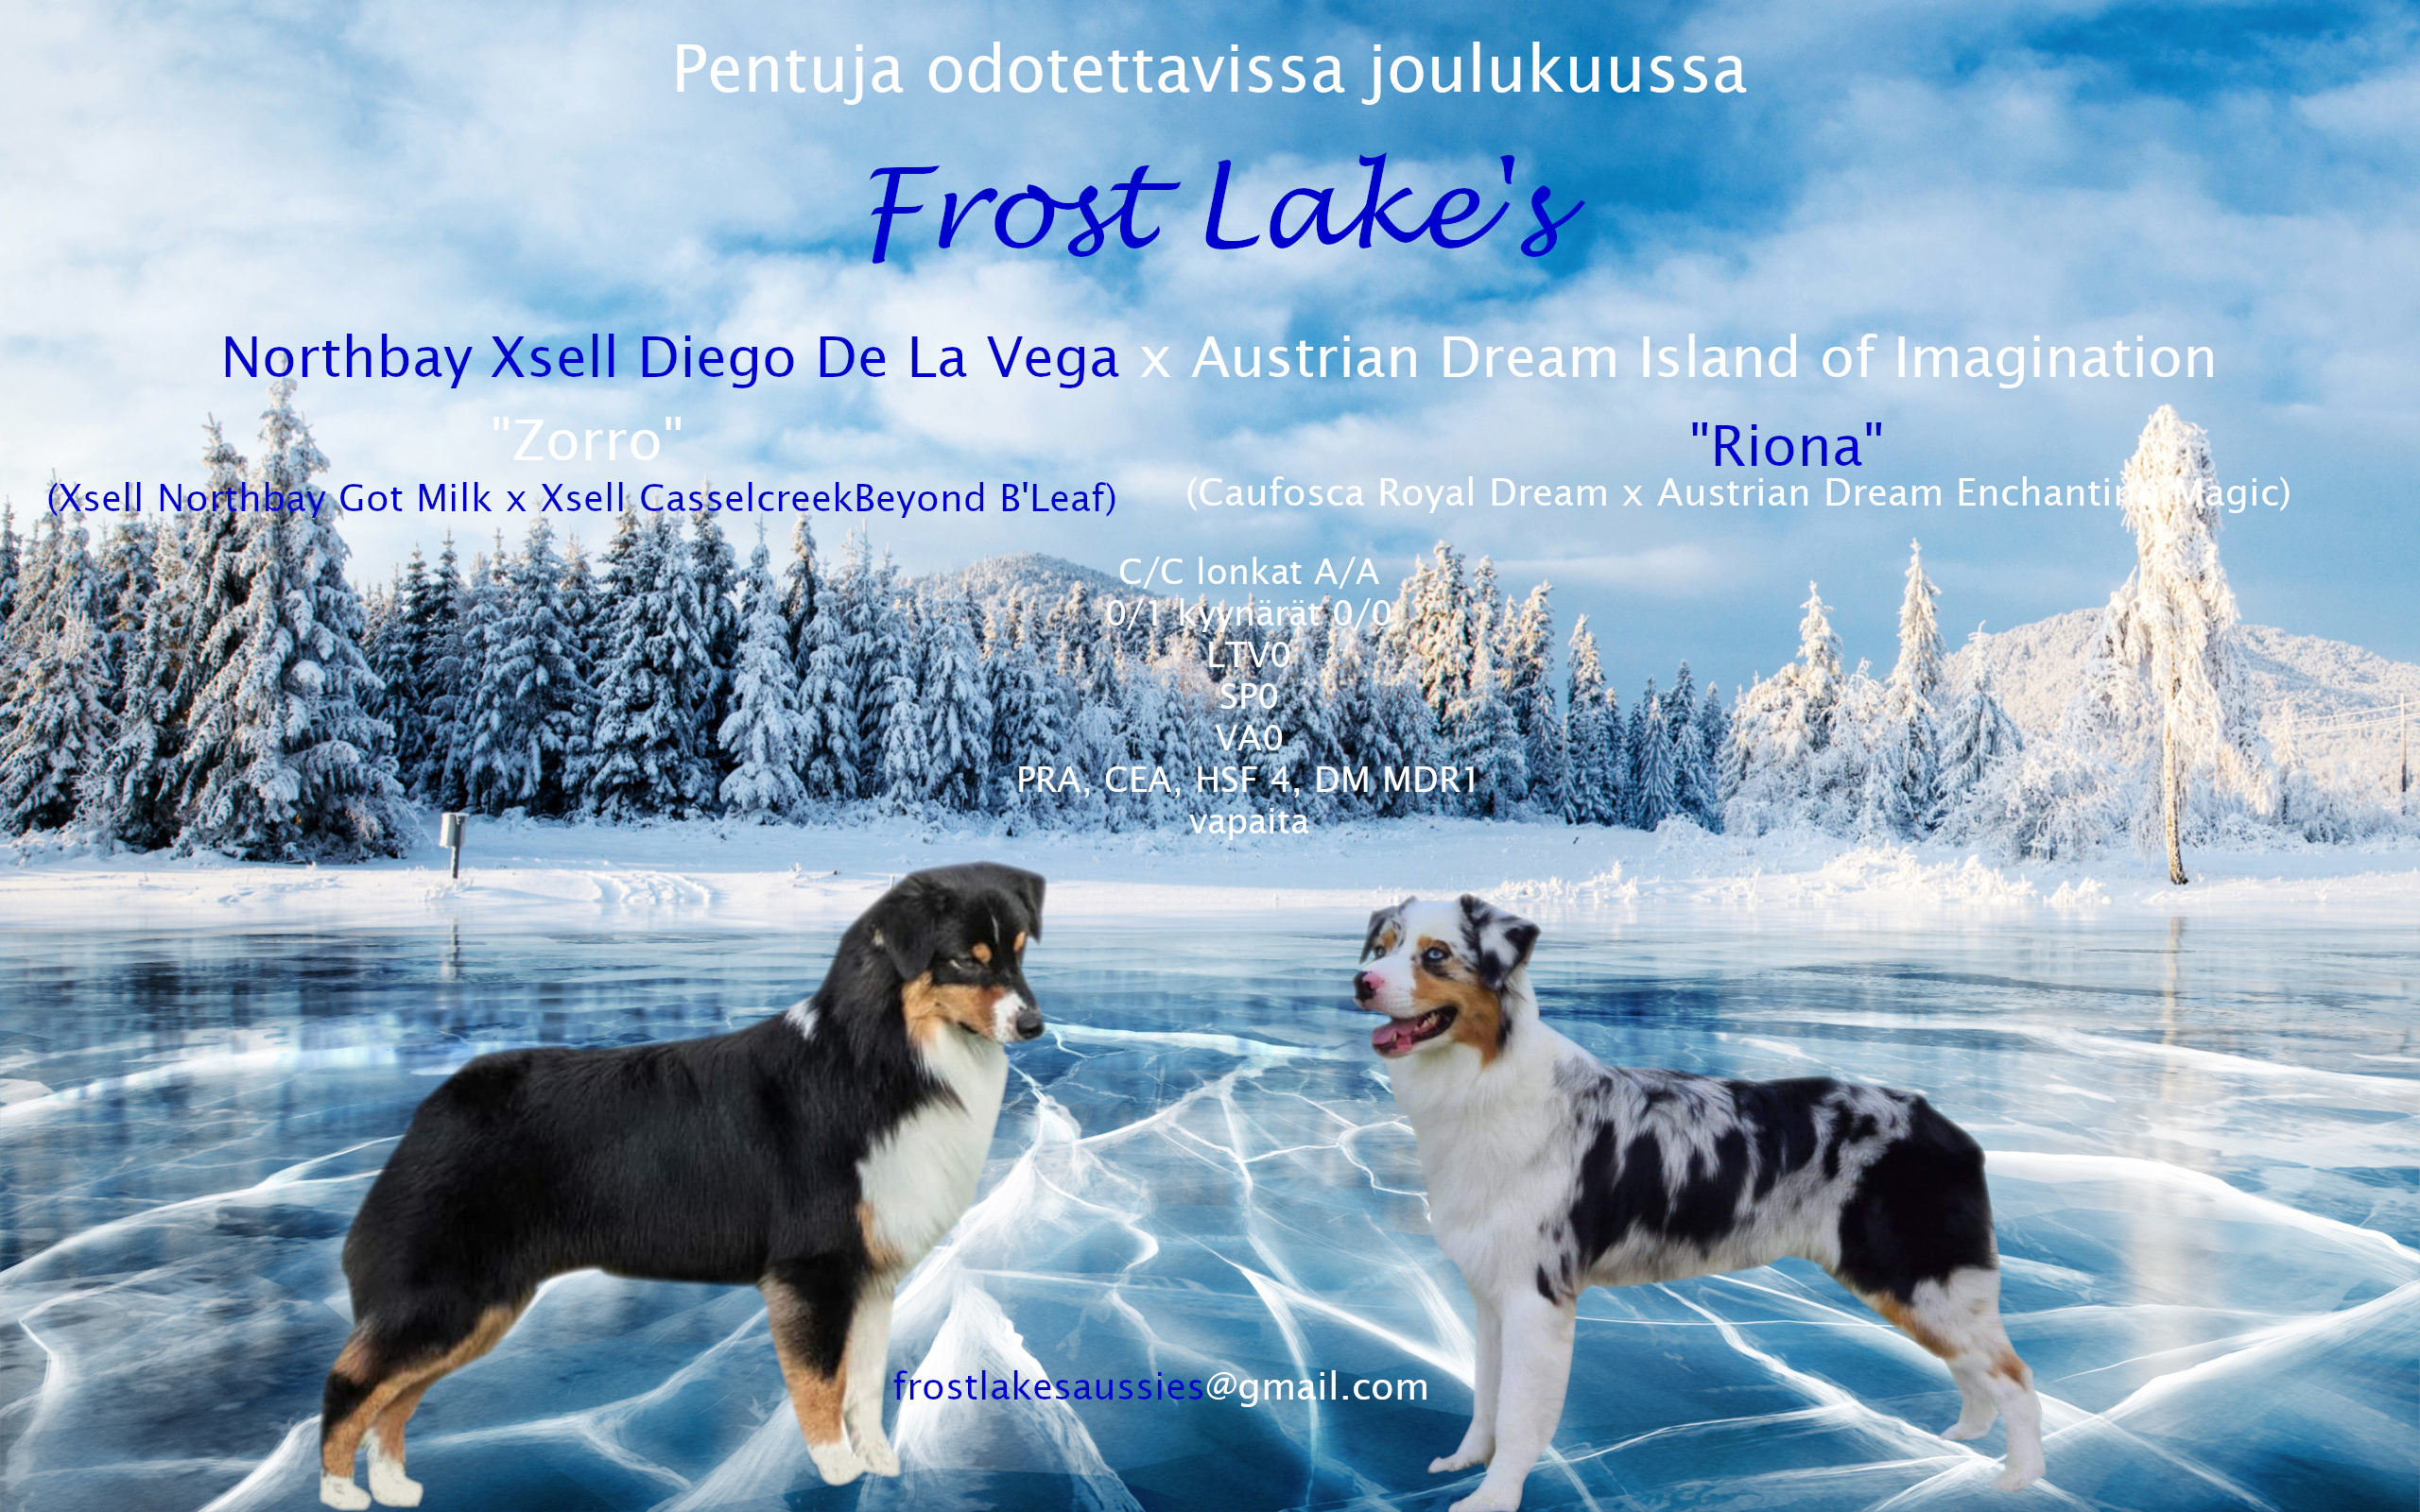 Pentuja odotettavissa joulukuussa
Frost Lake's
Northbay Xsell Diego De La Vega x Austrian Dream Island of Imagination
"Zorro" "Riona"
(Xsell Northbay Got Milk x Xsell CasselcreekBeyond B'Leaf) (Caufosca Royal Dream x Austrian Dream Enchanting Magic)
C/C lonkat A/A
0/1 kyynärät 0/0
LTV0
SP0
VA0
PRA, CEA, HSF 4, DM MDR1
vapaita
frostlakesaussies@gmail.com